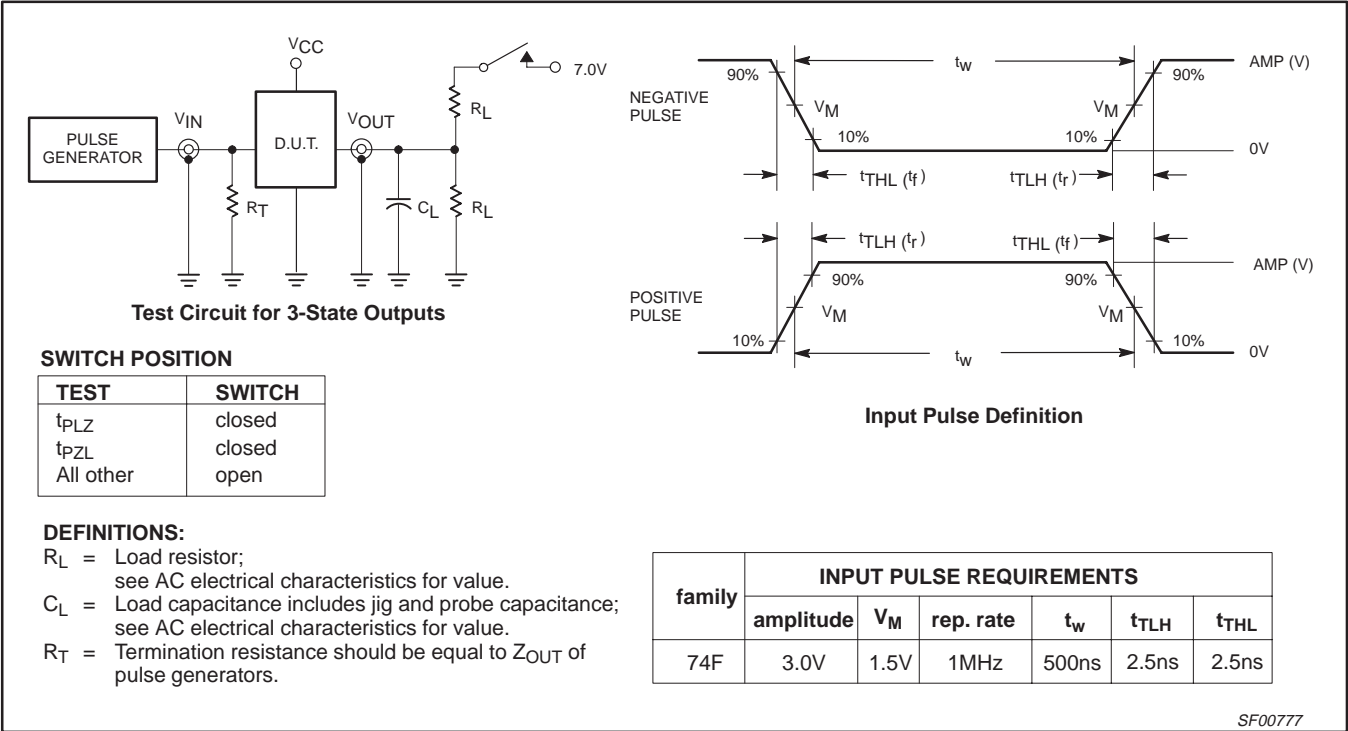 VCC
7.0V
RL
VIN
VOUT
PULSE
GENERATOR
D.U.T.
RT
CL
RL
Test Circuit for 3-State Outputs
SWITCH POSITION
TEST SWITCH
tPLZ closed
tPZL closed
All other open
DEFINITIONS:
RL = Load resistor;
see AC electrical characteristics for value.
CL = Load capacitance includes jig and probe capacitance;
see AC electrical characteristics for value.
RT = Termination resistance should be equal to ZOUT of
pulse generators.
NEGATIVE
PULSE
90% tw 90% AMP (V)
VM VM
10% 10% 0V
tTHL (tf) tTLH (tr)
tTLH (tr) tTHL (tf)
AMP (V)
90% 90%
POSITIVE
PULSE
VM VM
10% tw 10% 0V
Input Pulse Definition
family INPUT PULSE REQUIREMENTS
amplitude VM rep. rate tw tTLH tTHL
74F 3.0V 1.5V 1MHz 500ns 2.5ns 2.5ns
SF00777